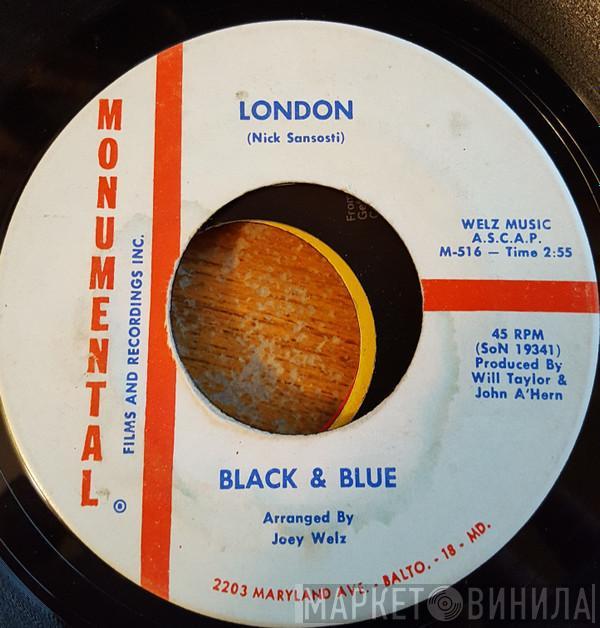 LONDON
(Nick Sansosti)
MONUMENTAL
FILMS AND RECORDINGS INC.
®
WELZ MUSIC
A.S.C.A.P.
M-516 — Time 2:55
45 RPM
(SoN 19341)
Produced By
Will Taylor &
John A'Hern
BLACK & BLUE
Arranged By
Joey Welz
2203 MARYLAND AVE. - BALTO. - 18 - MD.
МАРКЕТ ВИНИЛА